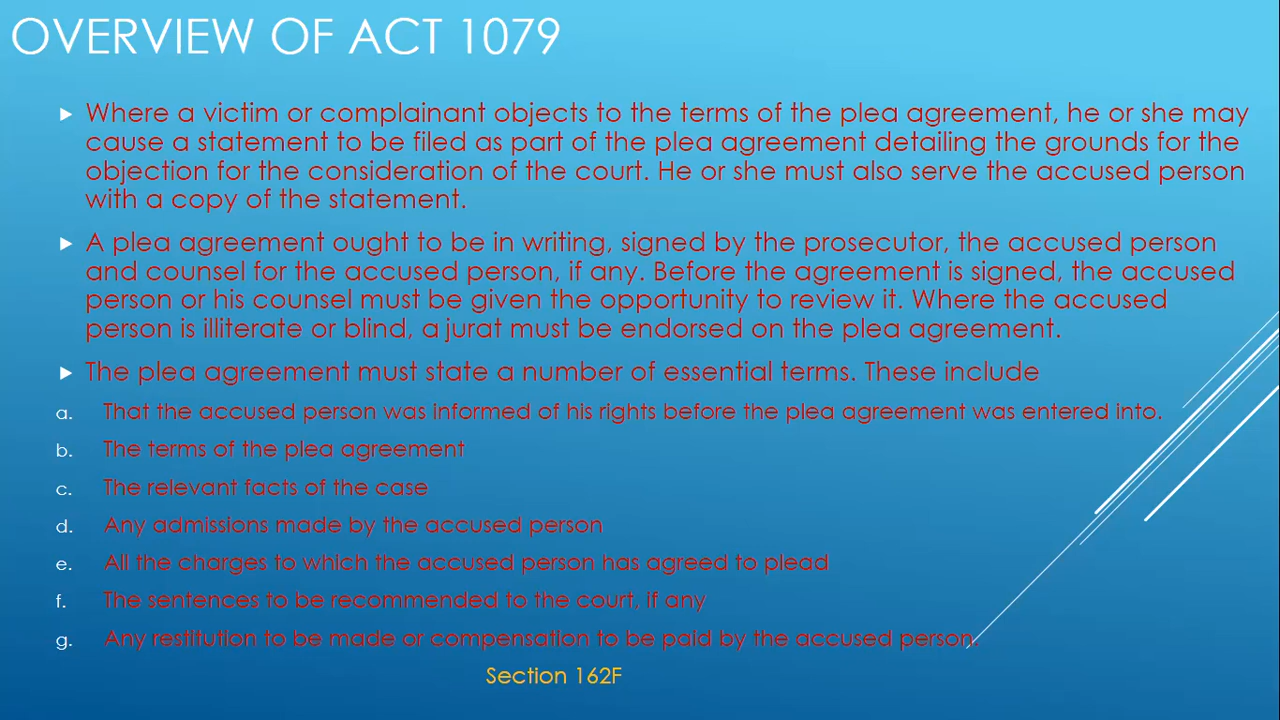 OVERVIEW OF ACT 1079
Where a victim or complainant objects to the terms of the plea agreement, he or she may
cause a statement to be filed as part of the plea agreement detailing the grounds for the
objection for the consideration of the court. He or she must also serve the accused person
with a copy of the statement.
A plea agreement ought to be in writing, signed by the prosecutor, the accused person
and counsel for the accused person, if any. Before the agreement is signed, the accused
person or his counsel must be given the opportunity to review it. Where the accused
person is illiterate or blind, a jurat must be endorsed on the plea agreement.
The plea agreement must state a number of essential terms. These include
a. That the accused person was informed of his rights before the plea agreement was entered into.
b. The terms of the plea agreement
c. The relevant facts of the case
d. Any admissions made by the accused person
e. All the charges to which the accused person has agreed to plead
f. The sentences to be recommended to the court, if any
g. Any restitution to be made or compensation to be paid by the accused person.
Section 162F